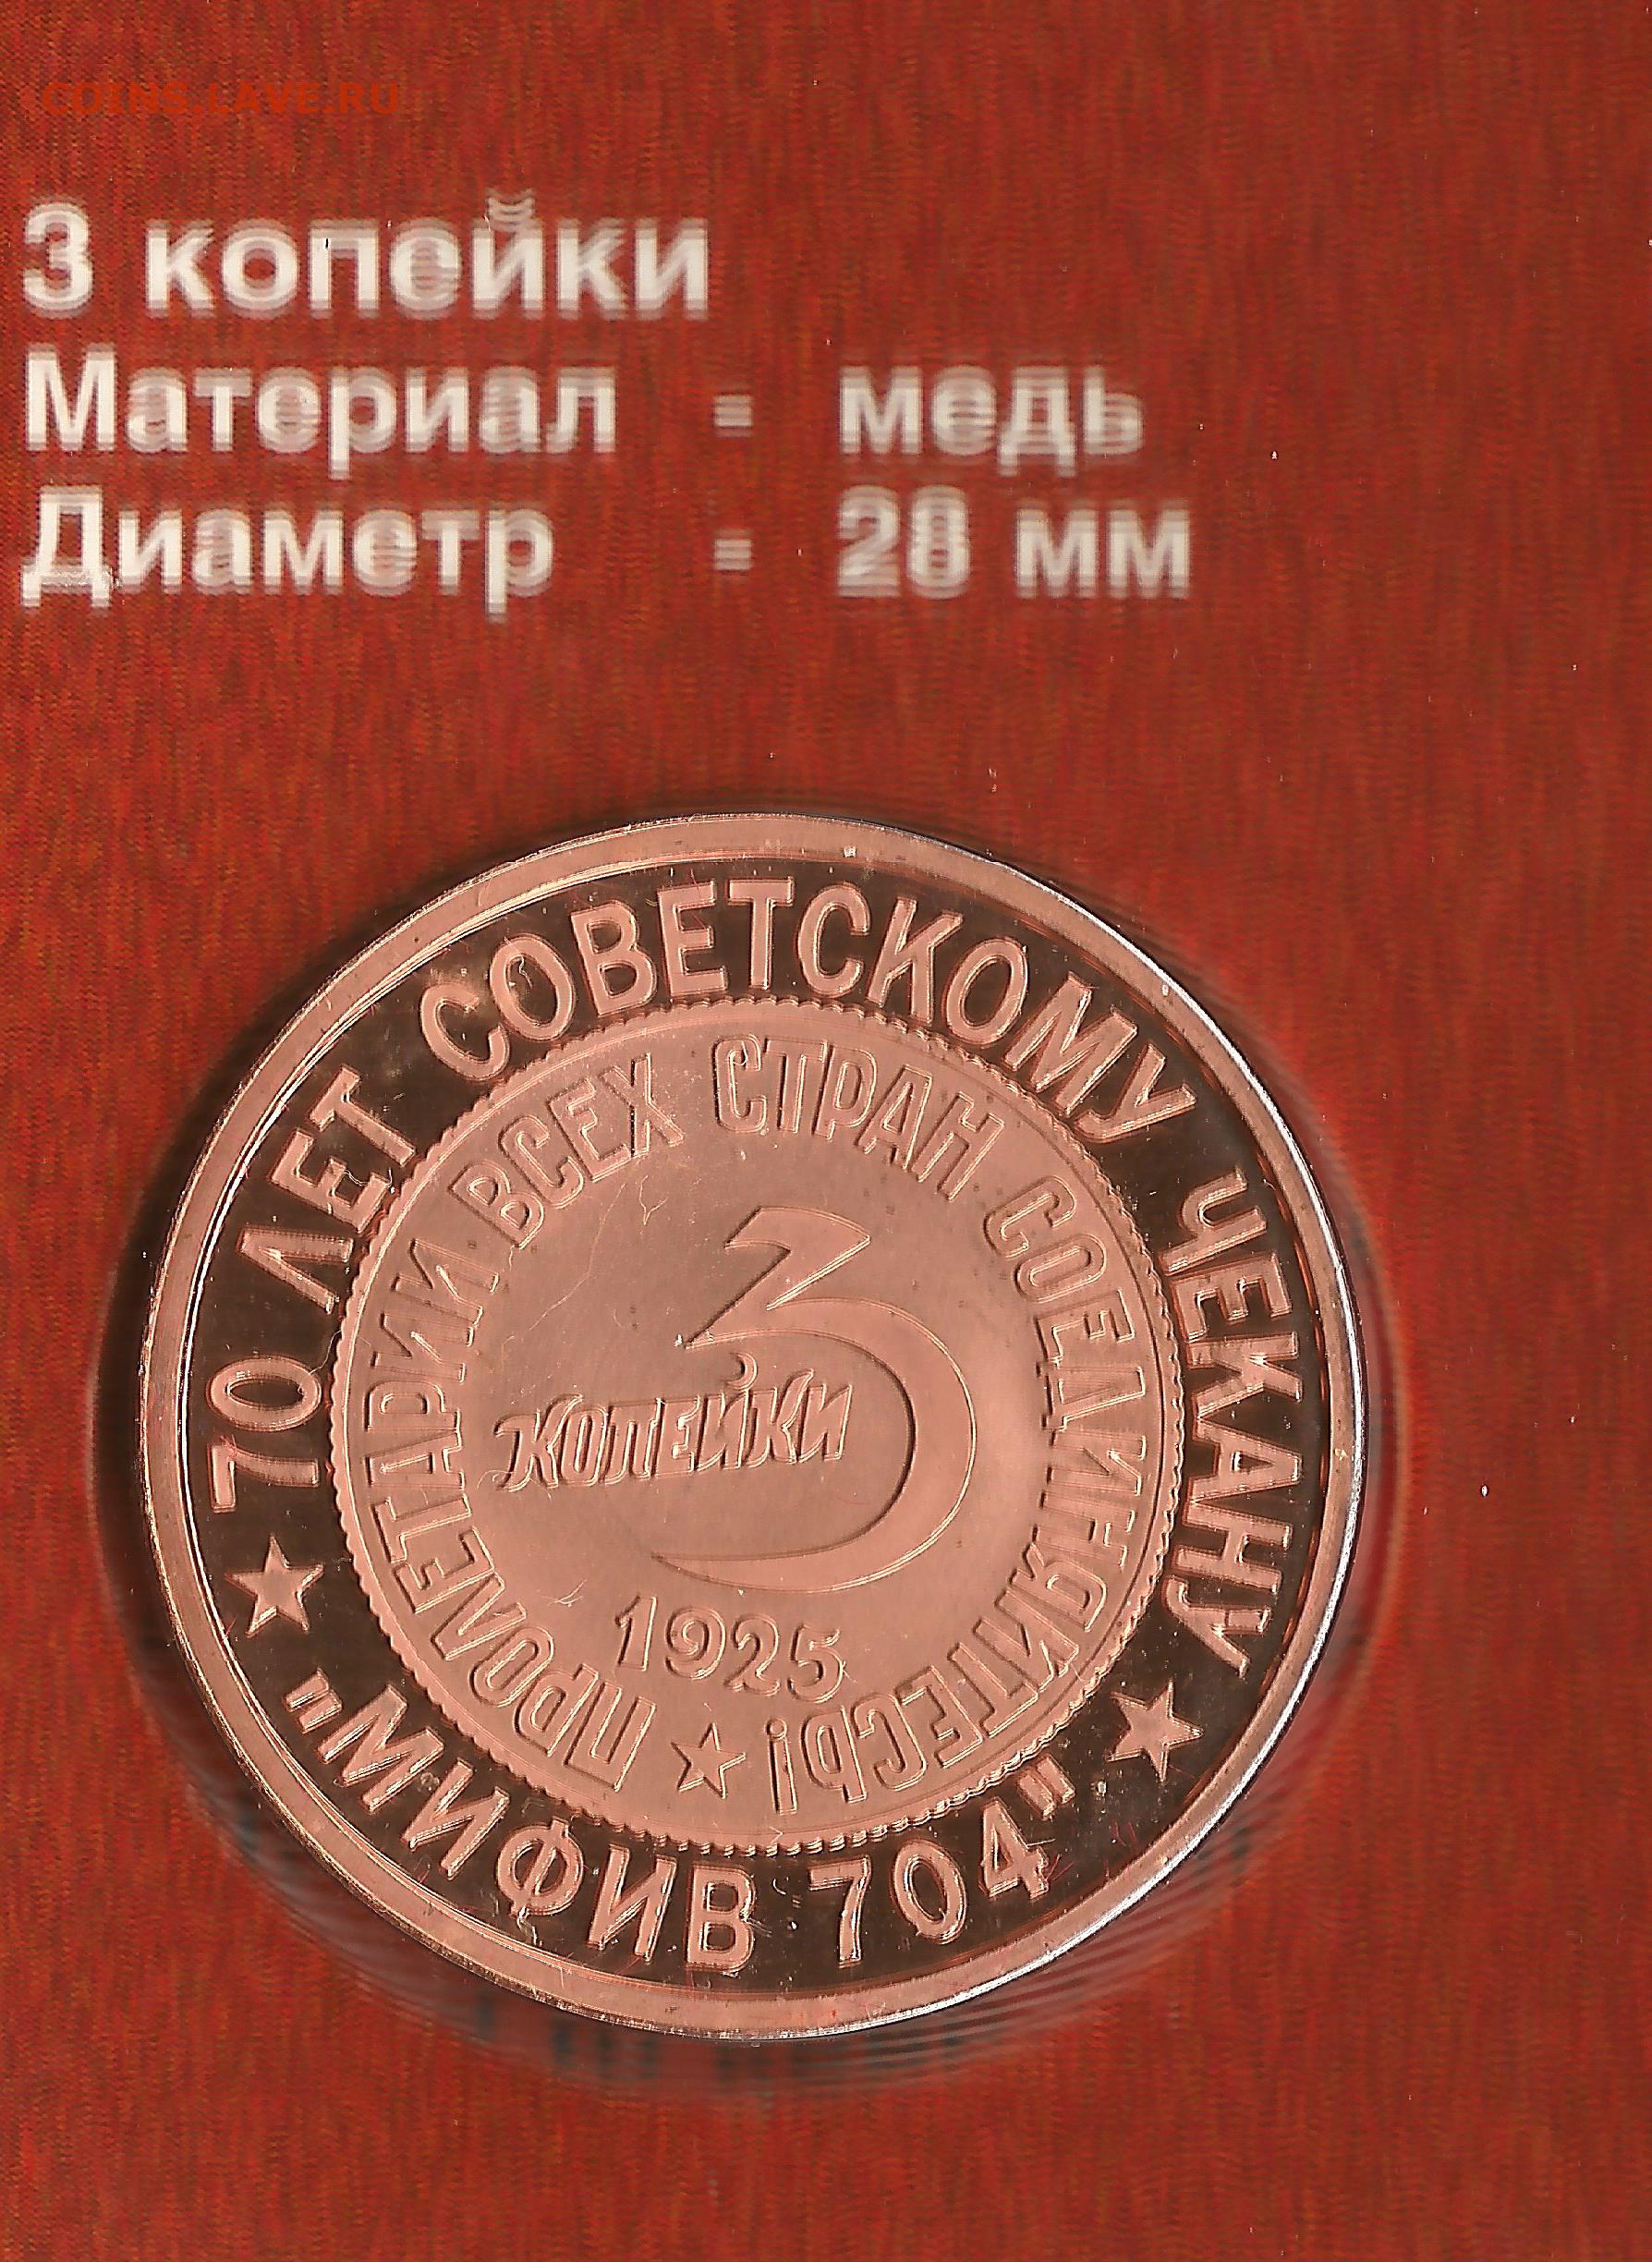 COINS.LAVE.RU
3 копейки
Материал - медь
Диаметр - 28 мм
70 ЛЕТ СОВЕТСКОМУ ЧЕКАНУ
"МИФИВ 704"
ПРОЛЕТАРИИ ВСЕХ СТРАН СОЕДИНЯЙТЕСЬ!
3
КОПЕЙКИ
1925